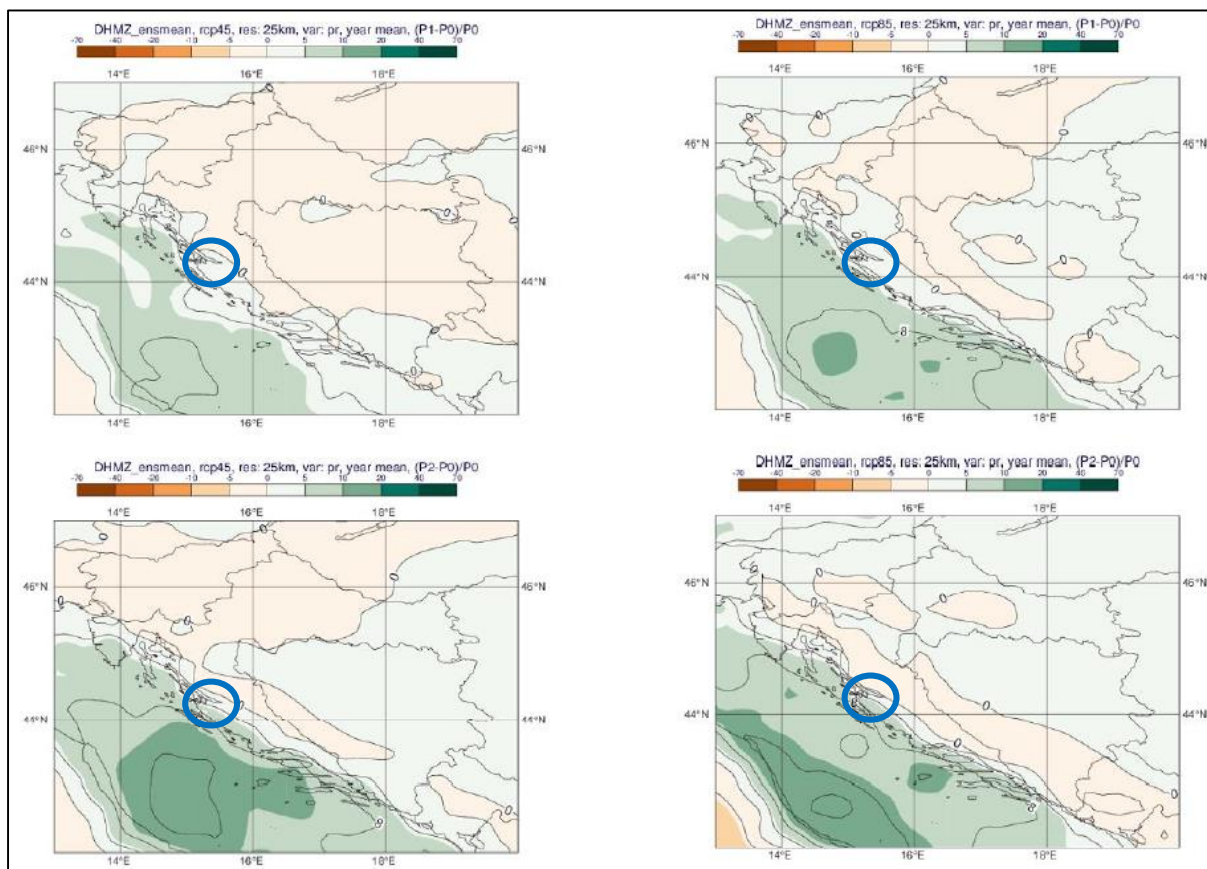 DHMZ_ensmean, rcp45, res: 25km, var: pr, year mean, (P1-P0)/P0
-70 -40 -20 -10 -5 0 5 10 20 40 70
14°E 16°E 18°E
46°N 46°N
44°N 44°N
14°E 16°E 18°E
DHMZ_ensmean, rcp85, res: 25km, var: pr, year mean, (P1-P0)/P0
-70 -40 -20 -10 -5 0 5 10 20 40 70
14°E 16°E 18°E
46°N 46°N
44°N 44°N
8
14°E 16°E 18°E
DHMZ_ensmean, rcp45, res: 25km, var: pr, year mean, (P2-P0)/P0
-70 -40 -20 -10 -5 0 5 10 20 40 70
14°E 16°E 18°E
46°N 46°N
44°N 44°N
8
14°E 16°E 18°E
DHMZ_ensmean, rcp85, res: 25km, var: pr, year mean, (P2-P0)/P0
-70 -40 -20 -10 -5 0 5 10 20 40 70
14°E 16°E 18°E
46°N 46°N
44°N 44°N
8
14°E 16°E 18°E